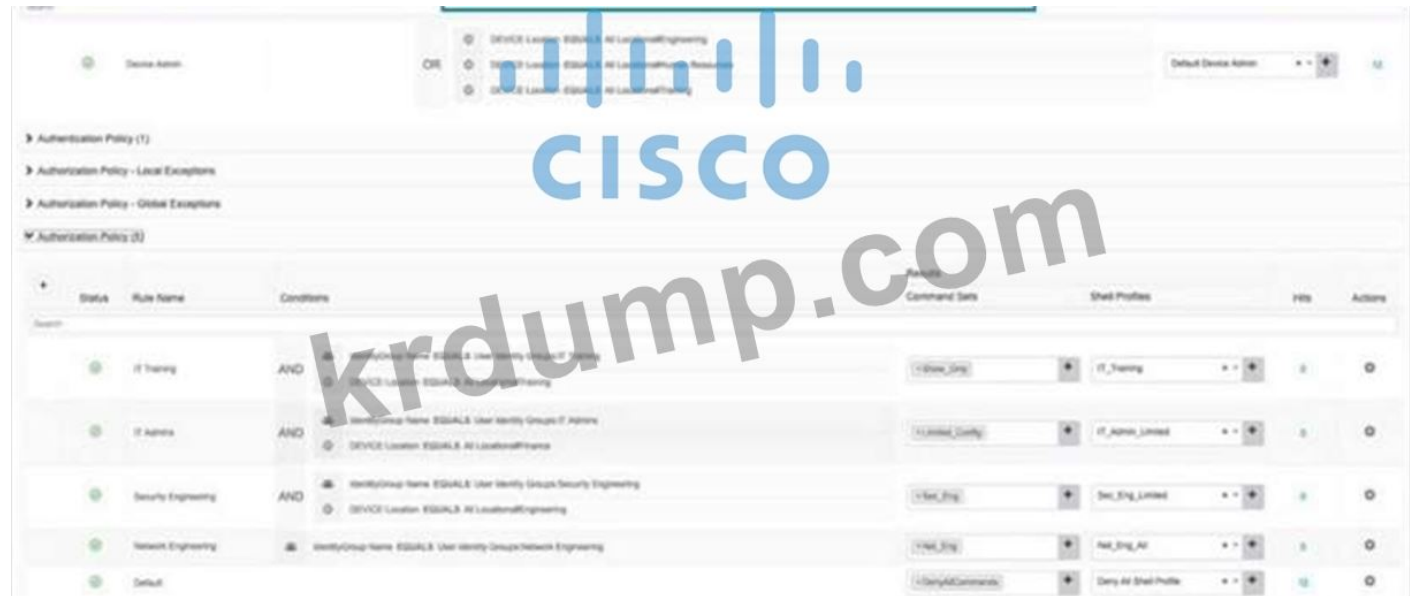 Device Admin
OR
DEVICE Location EQUALS All Locations#Engineering
DEVICE Location EQUALS All Locations#Human Resources
DEVICE Location EQUALS All Locations#Training
Default Device Admin
CISCO
Authentication Policy (1)
Authorization Policy - Local Exceptions
Authorization Policy - Global Exceptions
Authorization Policy (5)
krdump.com
Results
Status Rule Name Conditions Command Sets Shell Profiles Hits Actions
Search
IT Training AND
IdentityGroup Name EQUALS User Identity Groups:IT Training
DEVICE Location EQUALS All Locations#Training
Show_Only IT_Training
IT Admins AND
IdentityGroup Name EQUALS User Identity Groups:IT Admins
DEVICE Location EQUALS All Locations#Finance
Limited_Config IT_Admin_Limited
Security Engineering AND
IdentityGroup Name EQUALS User Identity Groups:Security Engineering
DEVICE Location EQUALS All Locations#Engineering
Sec_Eng Sec_Eng_Limited
Network Engineering
IdentityGroup Name EQUALS User Identity Groups:Network Engineering
Net_Eng Net_Eng_All
Default
DenyAllCommands Deny All Shell Profile